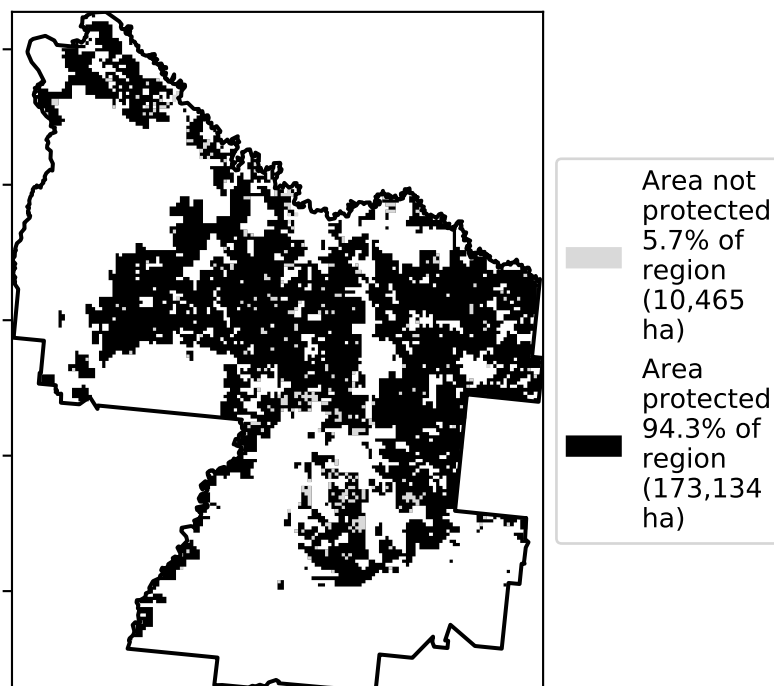 Area not
protected
5.7% of
region
(10,465
ha)
Area
protected
94.3% of
region
(173,134
ha)